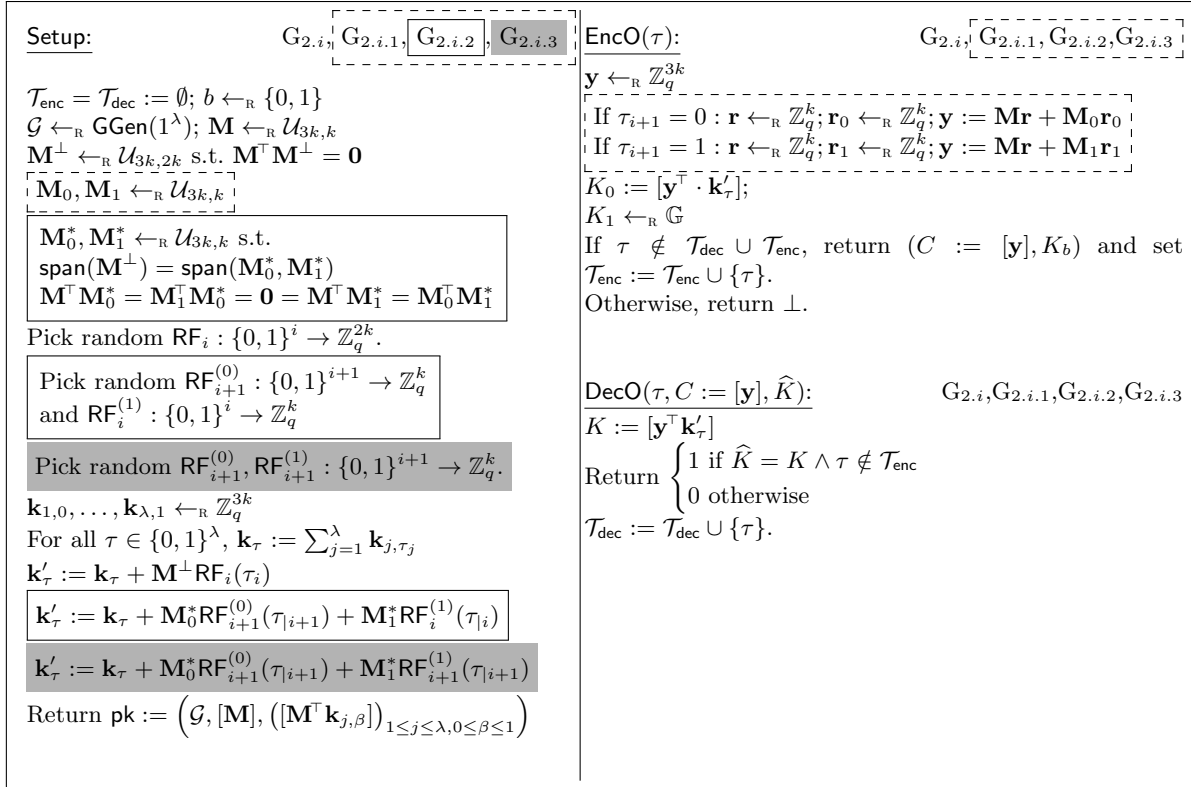 Setup: G_{2.i}, G_{2.i.1}, G_{2.i.2}, G_{2.i.3}
𝒯_enc = 𝒯_dec := ∅; b ←_R {0, 1}
𝒢 ←_R GGen(1^λ); M ←_R 𝒰_{3k,k}
M^⊥ ←_R 𝒰_{3k,2k} s.t. M^⊤M^⊥ = 0
M_0, M_1 ←_R 𝒰_{3k,k}
M_0^*, M_1^* ←_R 𝒰_{3k,k} s.t.
span(M^⊥) = span(M_0^*, M_1^*)
M^⊤M_0^* = M_1^⊤M_0^* = 0 = M^⊤M_1^* = M_0^⊤M_1^*
Pick random RF_i : {0, 1}^i → ℤ_q^{2k}.
Pick random RF_{i+1}^{(0)} : {0, 1}^{i+1} → ℤ_q^k
and RF_i^{(1)} : {0, 1}^i → ℤ_q^k
Pick random RF_{i+1}^{(0)}, RF_{i+1}^{(1)} : {0, 1}^{i+1} → ℤ_q^k.
k_{1,0}, . . . , k_{λ,1} ←_R ℤ_q^{3k}
For all τ ∈ {0, 1}^λ, k_τ := ∑_{j=1}^λ k_{j,τ_j}
k'_τ := k_τ + M^⊥RF_i(τ_i)
k'_τ := k_τ + M_0^*RF_{i+1}^{(0)}(τ_{|i+1}) + M_1^*RF_i^{(1)}(τ_{|i})
k'_τ := k_τ + M_0^*RF_{i+1}^{(0)}(τ_{|i+1}) + M_1^*RF_{i+1}^{(1)}(τ_{|i+1})
Return pk := (𝒢, [M], ([M^⊤k_{j,β}])_{1≤j≤λ,0≤β≤1})
EncO(τ): G_{2.i}, G_{2.i.1}, G_{2.i.2}, G_{2.i.3}
y ←_R ℤ_q^{3k}
If τ_{i+1} = 0 : r ←_R ℤ_q^k; r_0 ←_R ℤ_q^k; y := Mr + M_0r_0
If τ_{i+1} = 1 : r ←_R ℤ_q^k; r_1 ←_R ℤ_q^k; y := Mr + M_1r_1
K_0 := [y^⊤ · k'_τ];
K_1 ←_R 𝔾
If τ ∉ 𝒯_dec ∪ 𝒯_enc, return (C := [y], K_b) and set
𝒯_enc := 𝒯_enc ∪ {τ}.
Otherwise, return ⊥.
DecO(τ, C := [y], K̂): G_{2.i}, G_{2.i.1}, G_{2.i.2}, G_{2.i.3}
K := [y^⊤k'_τ]
Return { 1 if K̂ = K ∧ τ ∉ 𝒯_enc
0 otherwise
𝒯_dec := 𝒯_dec ∪ {τ}.